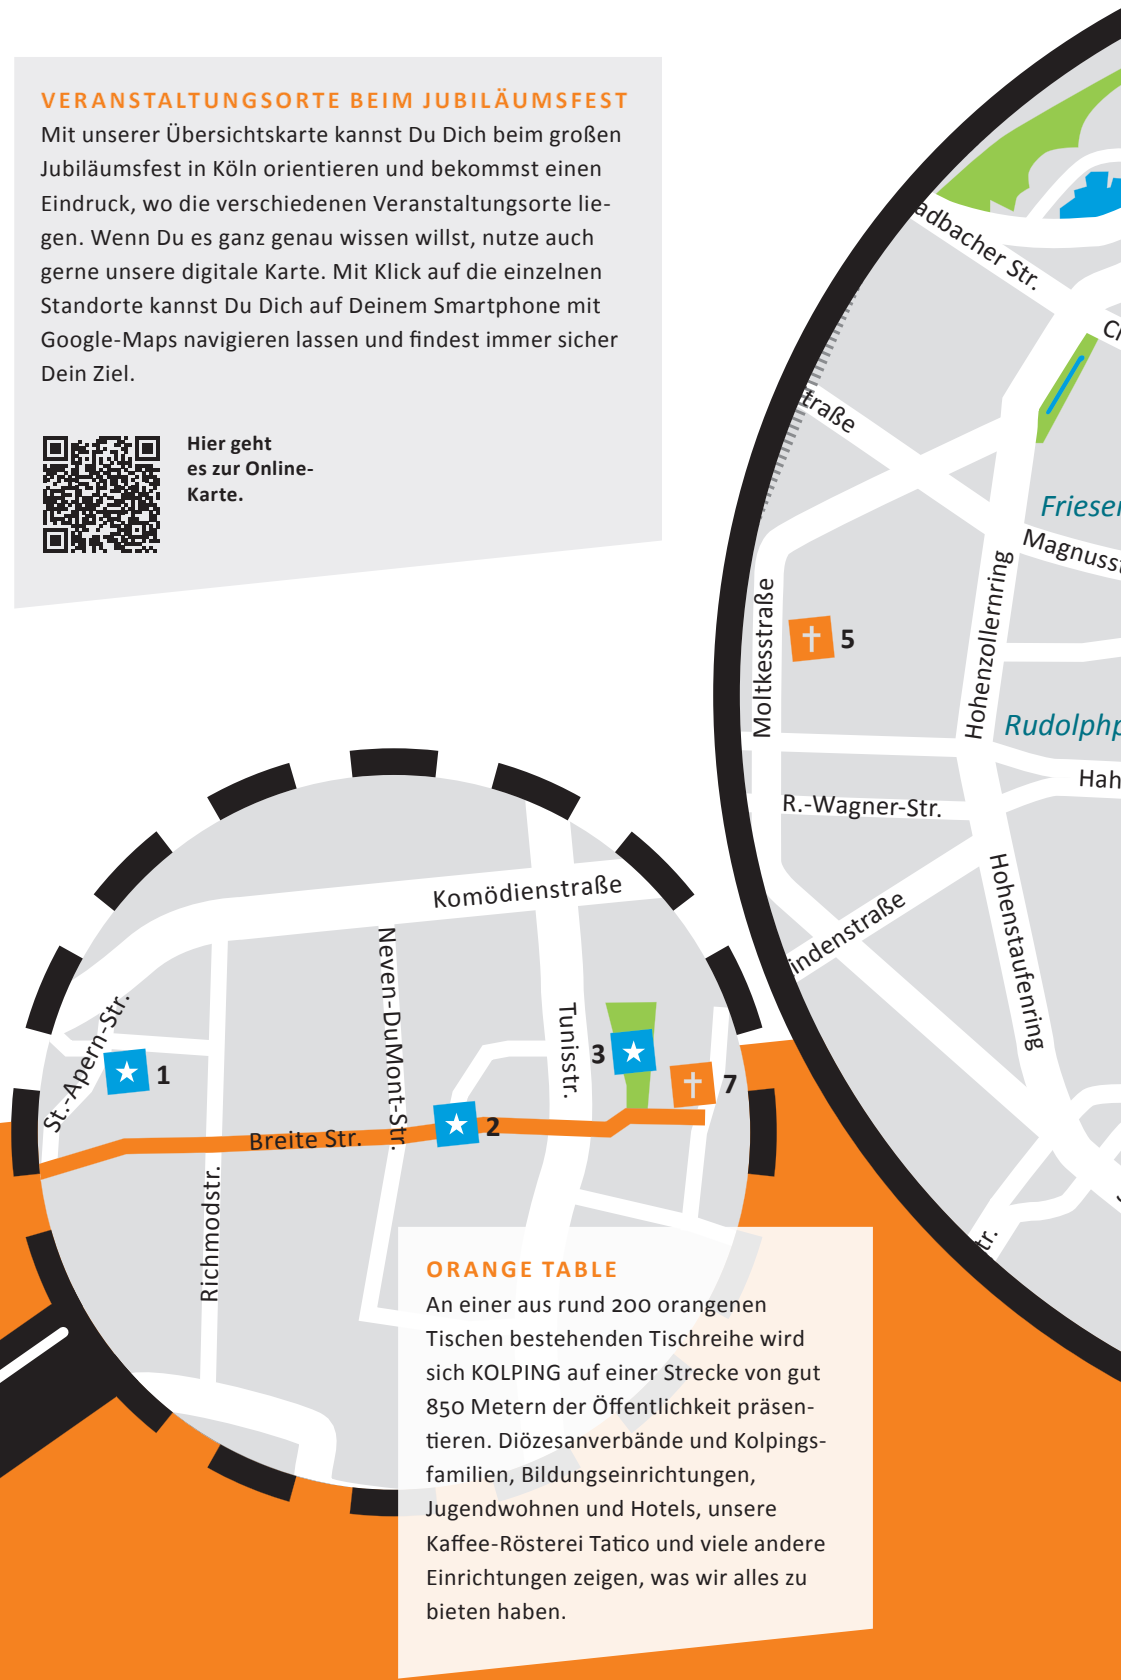 VERANSTALTUNGSORTE BEIM JUBILÄUMSFEST
Mit unserer Übersichtskarte kannst Du Dich beim großen
Jubiläumsfest in Köln orientieren und bekommst einen
Eindruck, wo die verschiedenen Veranstaltungsorte lie-
gen. Wenn Du es ganz genau wissen willst, nutze auch
gerne unsere digitale Karte. Mit Klick auf die einzelnen
Standorte kannst Du Dich auf Deinem Smartphone mit
Google-Maps navigieren lassen und findest immer sicher
Dein Ziel.
Hier geht
es zur Online-
Karte.
adbacher Str.
traße
Friesen
Magnusst
Hohenzollernring
Moltkesstraße
5
Rudolphp
Hah
R.-Wagner-Str.
Hohenstaufenring
indenstraße
tr.
Komödienstraße
Neven-DuMont-Str.
Tunisstr.
St.-Apern-Str.
1
3
7
2
Breite Str.
Richmodstr.
ORANGE TABLE
An einer aus rund 200 orangenen
Tischen bestehenden Tischreihe wird
sich KOLPING auf einer Strecke von gut
850 Metern der Öffentlichkeit präsen-
tieren. Diözesanverbände und Kolpings-
familien, Bildungseinrichtungen,
Jugendwohnen und Hotels, unsere
Kaffee-Rösterei Tatico und viele andere
Einrichtungen zeigen, was wir alles zu
bieten haben.